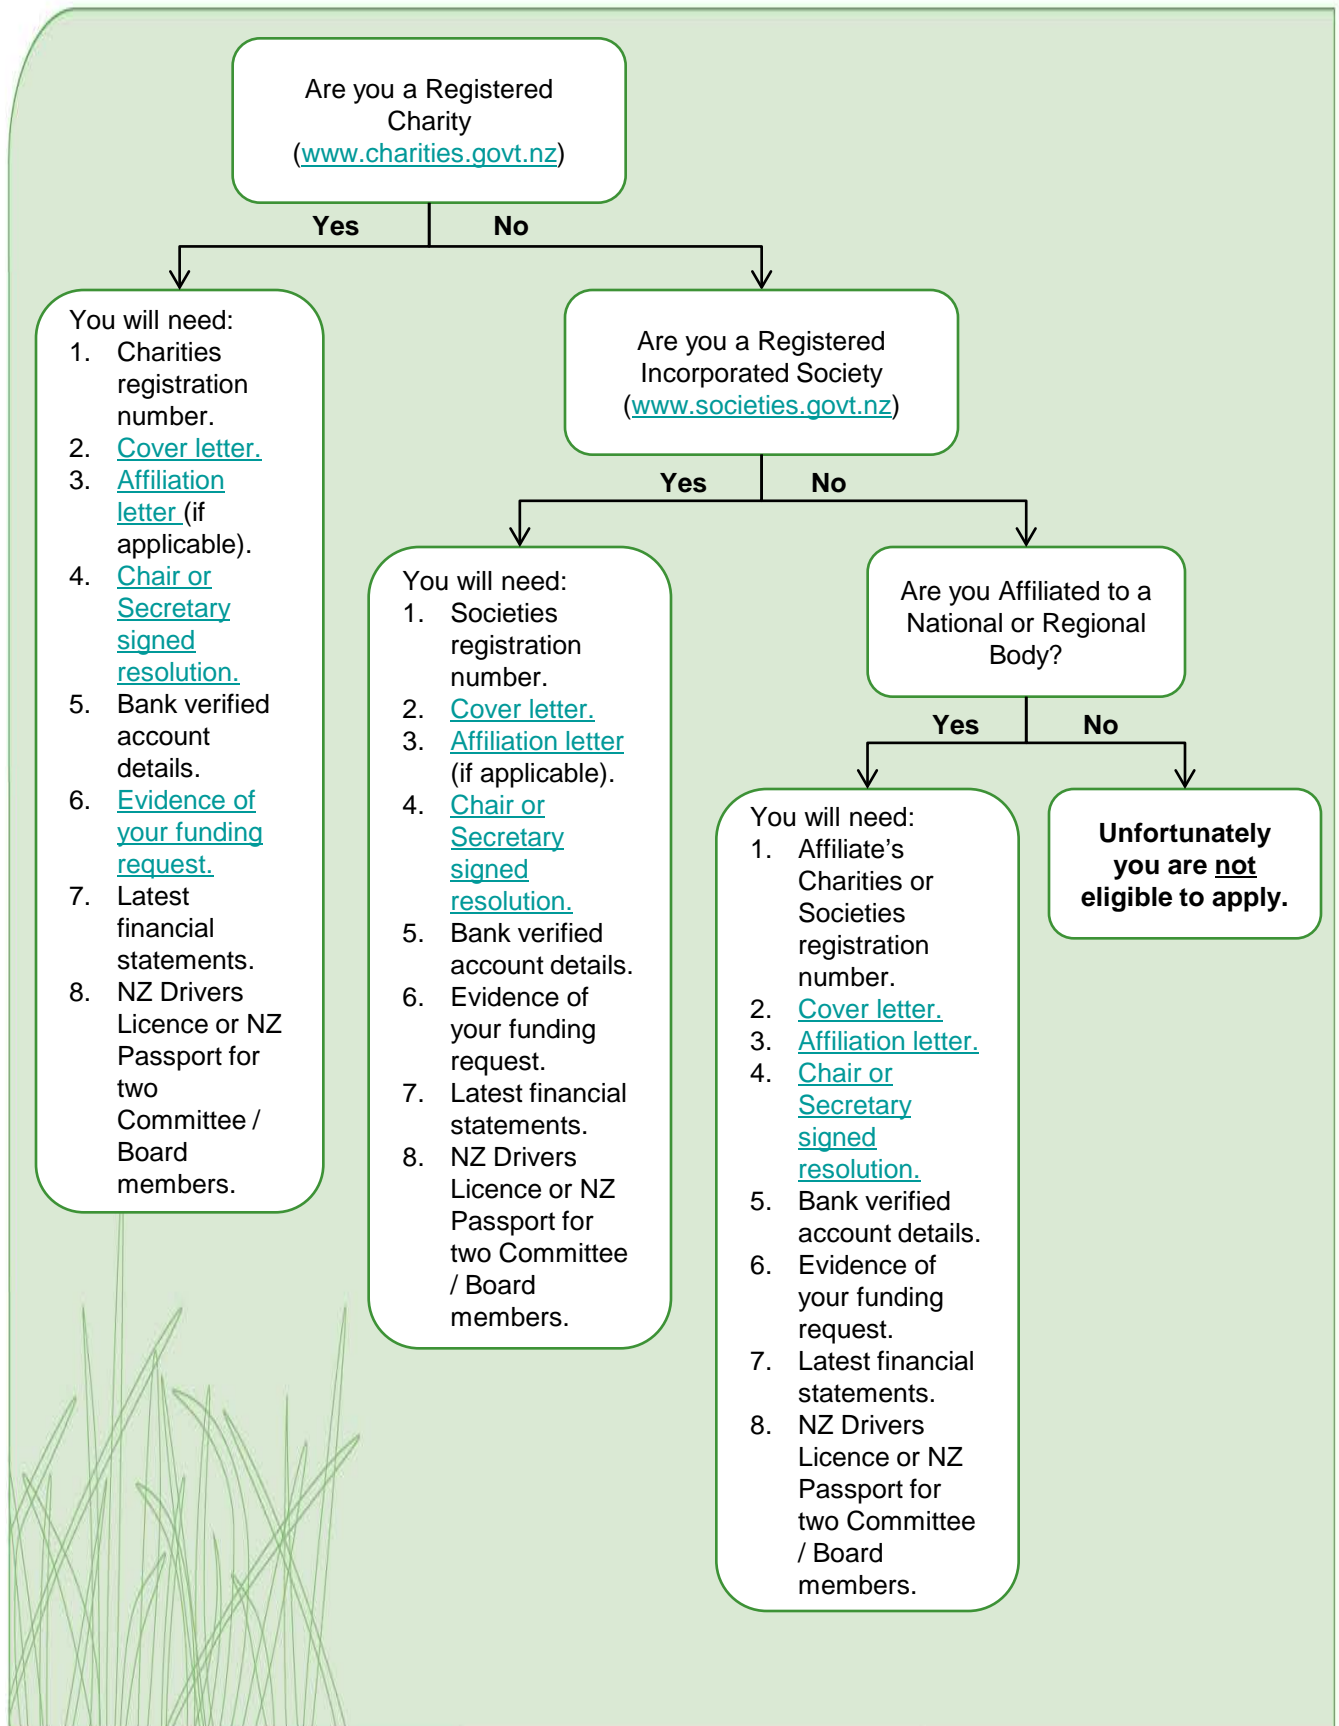 Are you a Registered
Charity
(www.charities.govt.nz)
Yes
No
You will need:
1. Charities
registration
number.
2. Cover letter.
3. Affiliation
letter (if
applicable).
4. Chair or
Secretary
signed
resolution.
5. Bank verified
account
details.
6. Evidence of
your funding
request.
7. Latest
financial
statements.
8. NZ Drivers
Licence or NZ
Passport for
two
Committee /
Board
members.
Are you a Registered
Incorporated Society
(www.societies.govt.nz)
Yes
No
You will need:
1. Societies
registration
number.
2. Cover letter.
3. Affiliation letter
(if applicable).
4. Chair or
Secretary
signed
resolution.
5. Bank verified
account details.
6. Evidence of
your funding
request.
7. Latest financial
statements.
8. NZ Drivers
Licence or NZ
Passport for
two Committee
/ Board
members.
Are you Affiliated to a
National or Regional
Body?
Yes
No
You will need:
1. Affiliate’s
Charities or
Societies
registration
number.
2. Cover letter.
3. Affiliation letter.
4. Chair or
Secretary
signed
resolution.
5. Bank verified
account details.
6. Evidence of
your funding
request.
7. Latest financial
statements.
8. NZ Drivers
Licence or NZ
Passport for
two Committee
/ Board
members.
Unfortunately
you are not
eligible to apply.